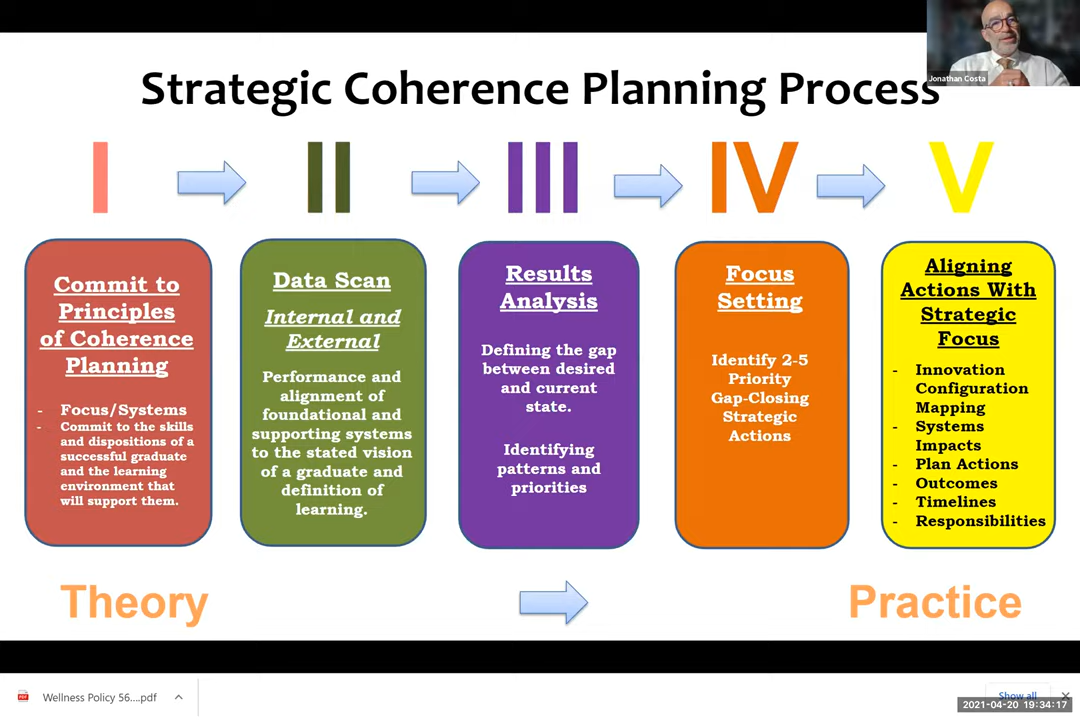 Strategic Coherence Planning Process
Jonathan Costa
I
II
III
IV
V
Commit to
Principles
of Coherence
Planning
- Focus/Systems
- Commit to the skills
and dispositions of a
successful graduate
and the learning
environment that
will support them.
Data Scan
Internal and
External
Performance and
alignment of
foundational and
supporting systems
to the stated vision
of a graduate and
definition of
learning.
Results
Analysis
Defining the gap
between desired
and current
state.
Identifying
patterns and
priorities
Focus
Setting
Identify 2-5
Priority
Gap-Closing
Strategic
Actions
Aligning
Actions With
Strategic
Focus
- Innovation
Configuration
Mapping
- Systems
Impacts
- Plan Actions
- Outcomes
- Timelines
- Responsibilities
Theory
Practice
Wellness Policy 56....pdf
Show all
2021-04-20 19:34:17